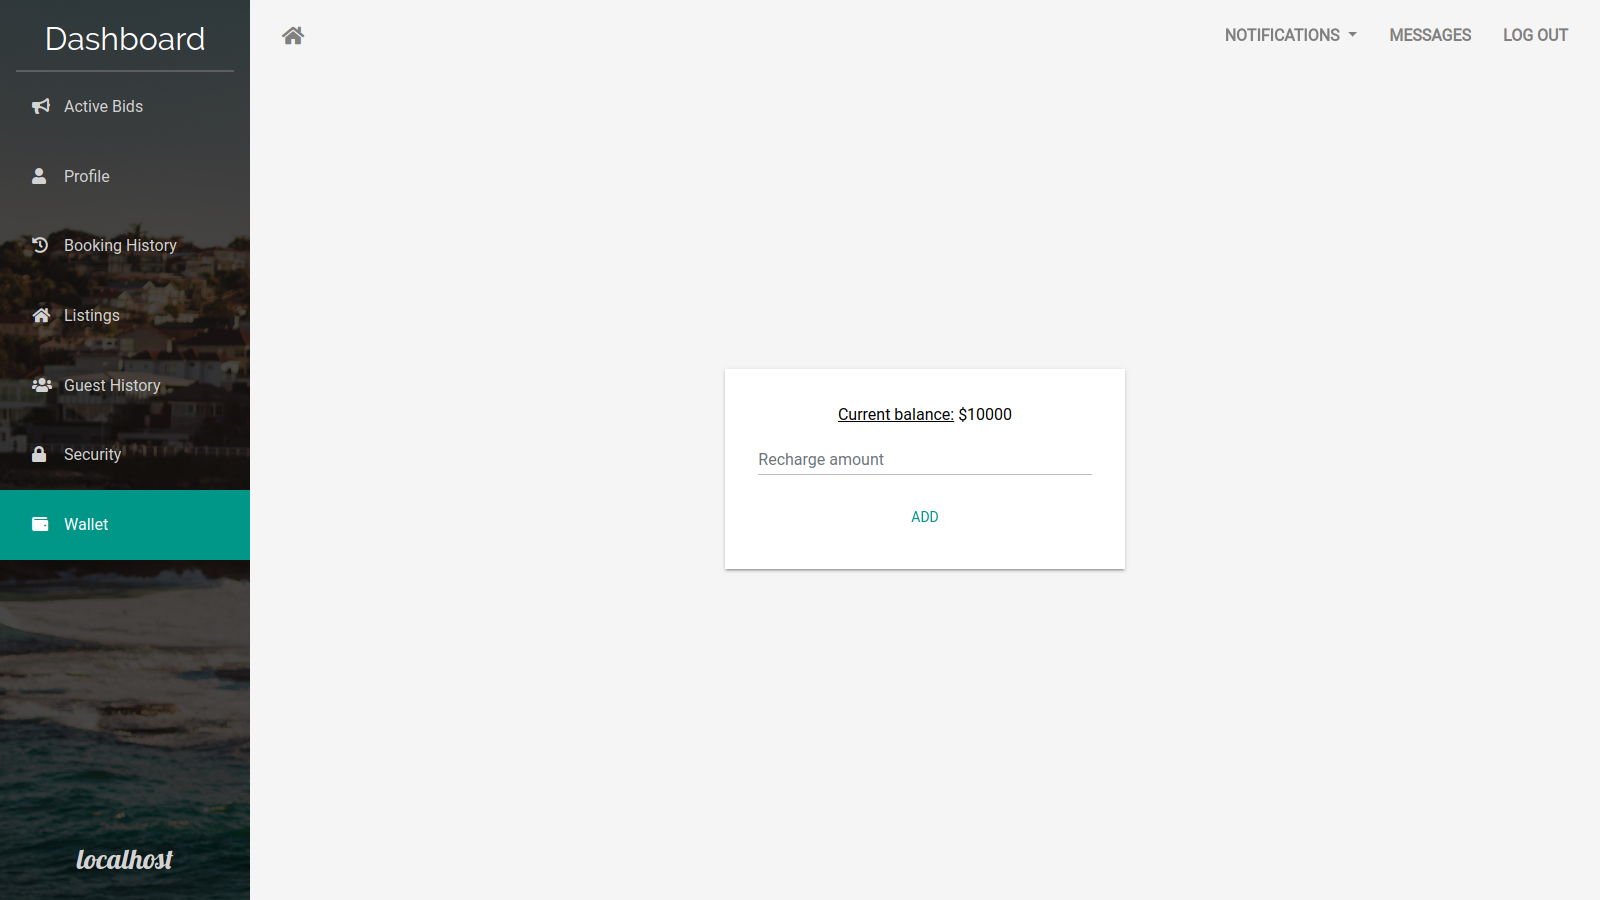 Dashboard
Active Bids
Profile
Booking History
Listings
Guest History
Security
Wallet
localhost
NOTIFICATIONS
MESSAGES
LOG OUT
Current balance: $10000
Recharge amount
ADD